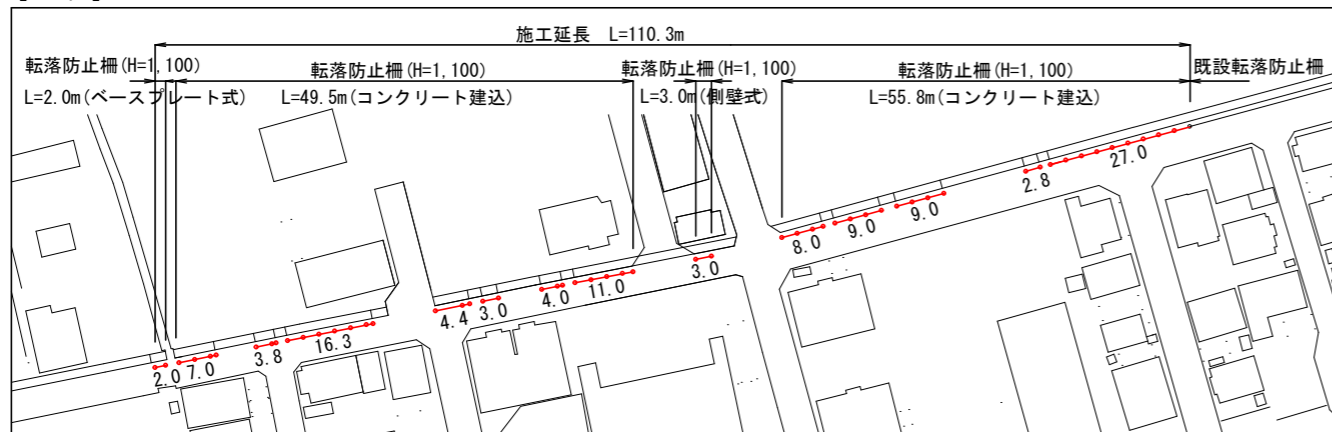 施工延長 L=110.3m
転落防止柵(H=1,100)
L=2.0m(ベースプレート式)
転落防止柵(H=1,100)
L=49.5m(コンクリート建込)
転落防止柵(H=1,100)
L=3.0m(側壁式)
転落防止柵(H=1,100)
L=55.8m(コンクリート建込)
既設転落防止柵
2.0
7.0
3.8
16.3
4.4
3.0
4.0
11.0
3.0
8.0
9.0
9.0
2.8
27.0